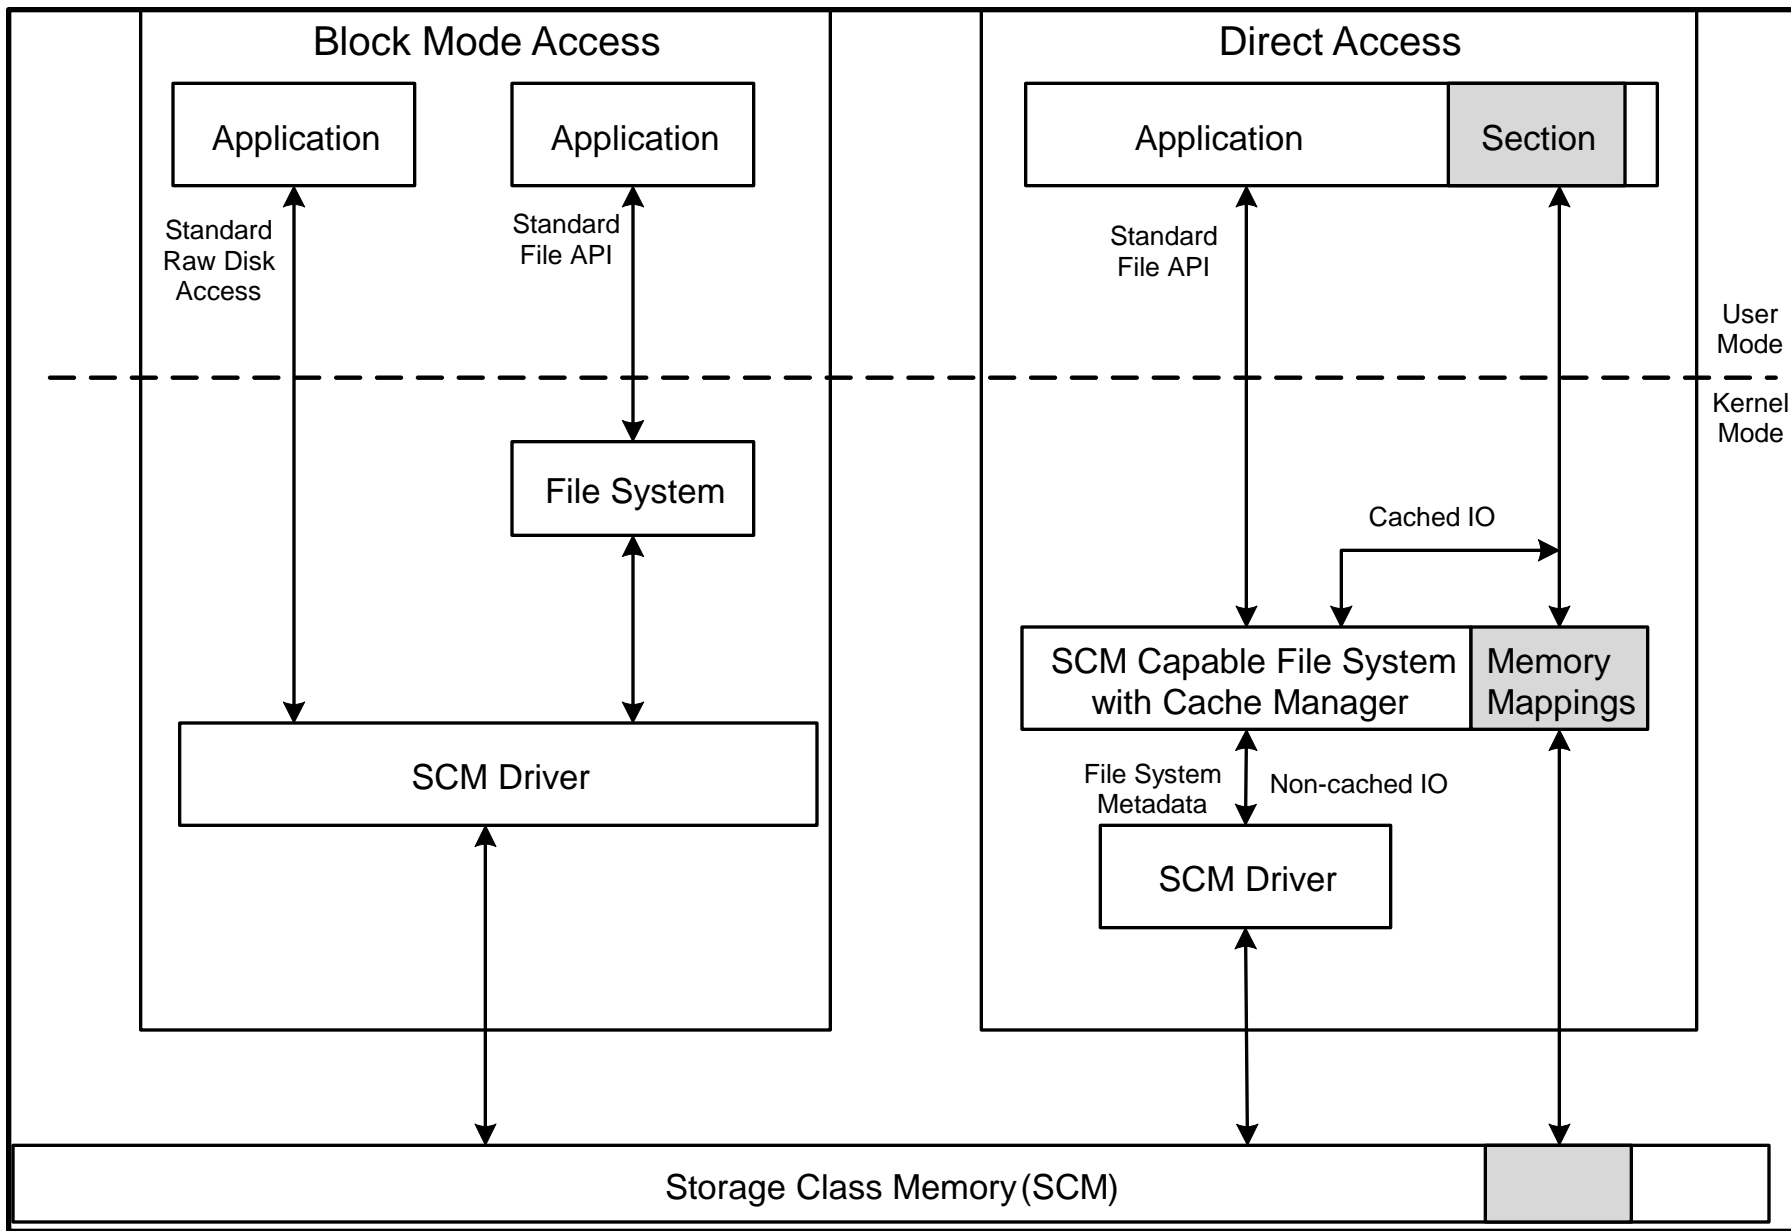 Block Mode Access
Direct Access
Application
Application
Application
Section
Standard
Raw Disk
Access
Standard
File API
Standard
File API
User
Mode
Kernel
Mode
File System
Cached IO
SCM Capable File System
with Cache Manager
Memory
Mappings
SCM Driver
File System
Metadata
Non-cached IO
SCM Driver
Storage Class Memory (SCM)